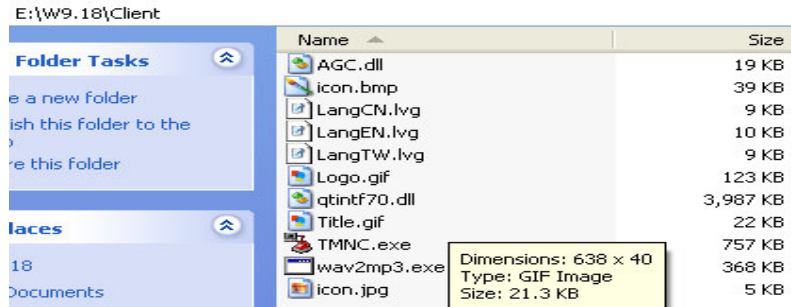 E:\W9.18\Client
Name Size
Folder Tasks
e a new folder
ish this folder to the
re this folder
laces
18
Documents
AGC.dll 19 KB
icon.bmp 39 KB
LangCN.lvg 9 KB
LangEN.lvg 10 KB
LangTW.lvg 9 KB
Logo.gif 123 KB
qtintf70.dll 3,987 KB
Title.gif 22 KB
TMNC.exe 757 KB
wav2mp3.exe 368 KB
icon.jpg 5 KB
Dimensions: 638 x 40
Type: GIF Image
Size: 21.3 KB